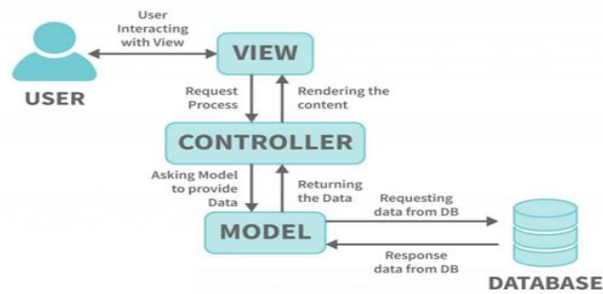 User
Interacting
with View
USER
VIEW
Request
Process
Rendering the
content
CONTROLLER
Asking Model
to provide
Data
Returning
the Data
MODEL
Requesting
data from DB
Response
data from DB
DATABASE